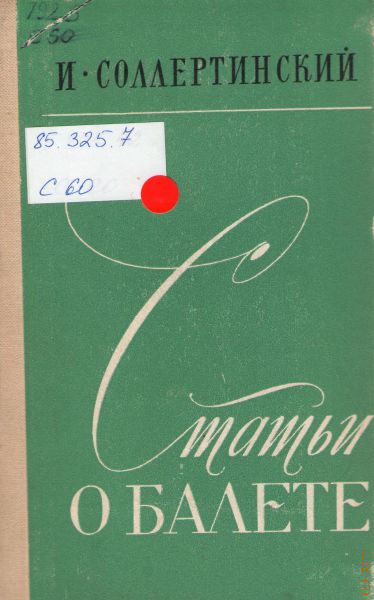 И · СОЛЛЕРТИНСКИЙ
85.325.7
С 60
Статьи
О БАЛЕТЕ